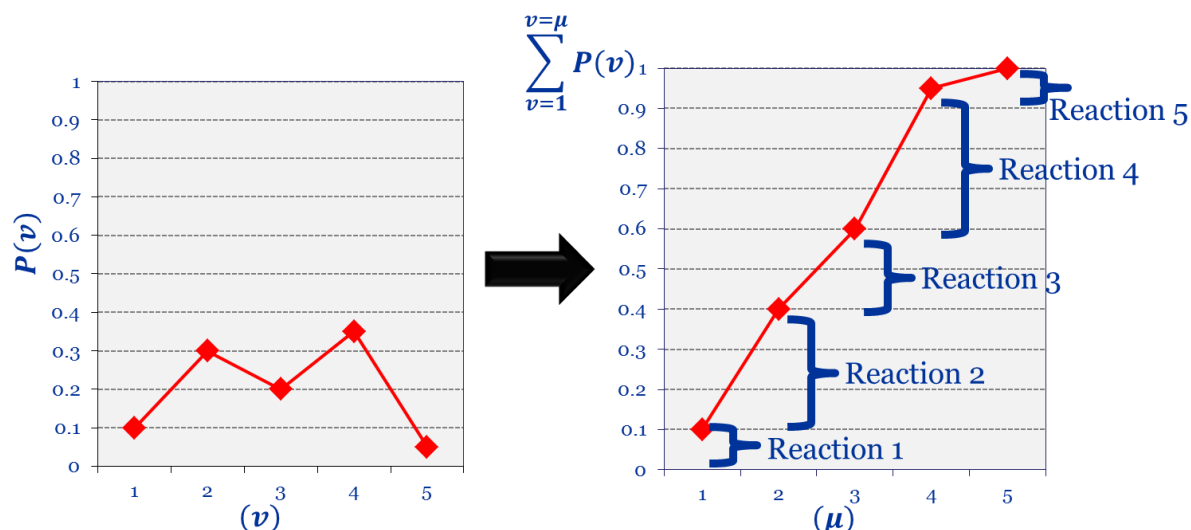 1
0.9
0.8
0.7
0.6
0.5
0.4
0.3
0.2
0.1
0
P(v)
1 2 3 4 5
(v)
v=μ
∑ P(v)
v=1
1
0.9
0.8
0.7
0.6
0.5
0.4
0.3
0.2
0.1
0
Reaction 5
Reaction 4
Reaction 3
Reaction 2
Reaction 1
1 2 3 4 5
(μ)